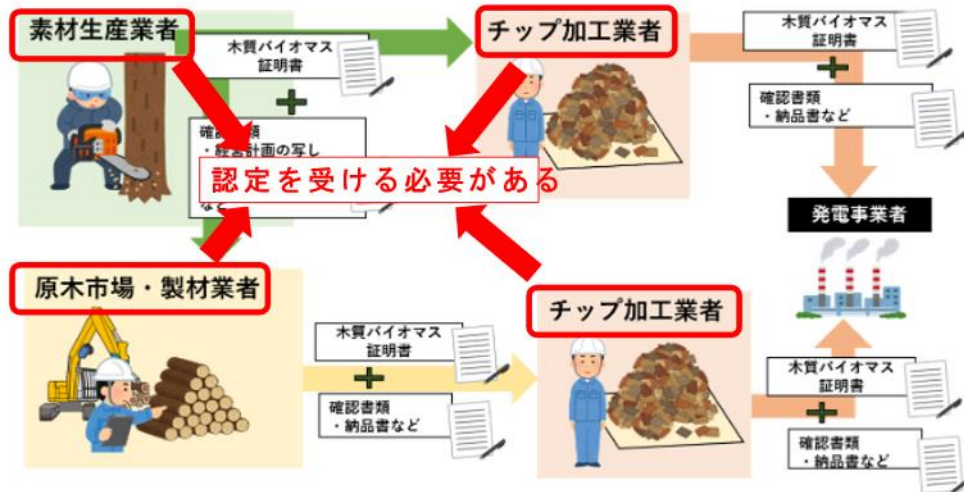 素材生産業者
木質バイオマス
証明書
確認書類
・経営計画の写し
など
認定を受ける必要がある
チップ加工業者
木質バイオマス
証明書
確認書類
・納品書など
発電事業者
原木市場・製材業者
木質バイオマス
証明書
確認書類
・納品書など
チップ加工業者
木質バイオマス
証明書
確認書類
・納品書など